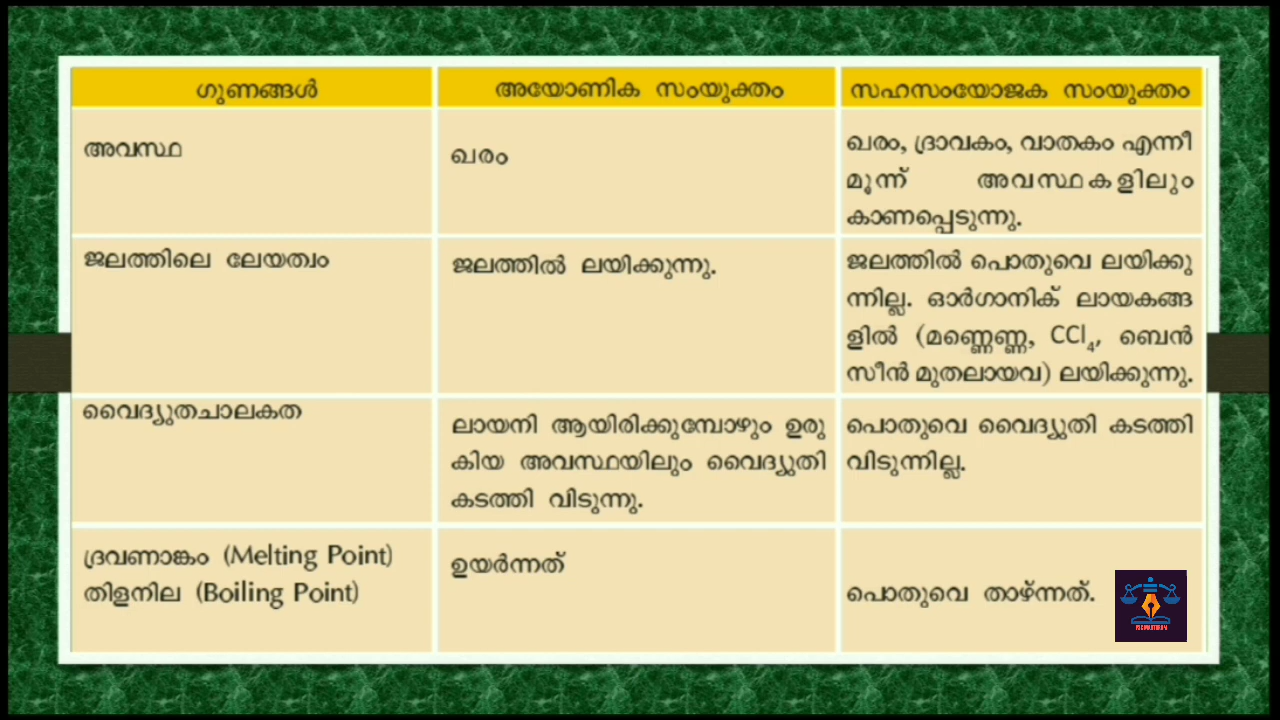 ഗുണങ്ങൾ അയോണിക സംയുക്തം സഹസംയോജക സംയുക്തം
അവസ്ഥ
ഖരം
ഖരം, ദ്രാവകം, വാതകം എന്നീ
മൂന്ന് അവസ്ഥകളിലും
കാണപ്പെടുന്നു.
ജലത്തിലെ ലേയത്വം
ജലത്തിൽ ലയിക്കുന്നു.
ജലത്തിൽ പൊതുവെ ലയിക്കു
ന്നില്ല. ഓർഗാനിക് ലായകങ്ങ
ളിൽ (മണ്ണെണ്ണ, CCl₄, ബെൻ
സീൻ മുതലായവ) ലയിക്കുന്നു.
വൈദ്യുതചാലകത
ലായനി ആയിരിക്കുമ്പോഴും ഉരു
കിയ അവസ്ഥയിലും വൈദ്യുതി
കടത്തി വിടുന്നു.
പൊതുവെ വൈദ്യുതി കടത്തി
വിടുന്നില്ല.
ദ്രവണാങ്കം (Melting Point)
തിളനില (Boiling Point)
ഉയർന്നത്
പൊതുവെ താഴ്ന്നത്.